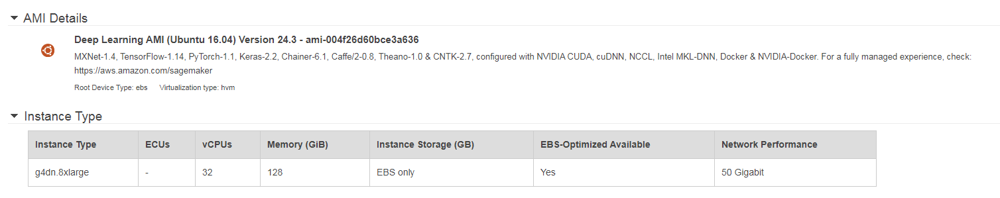 AMI Details
Deep Learning AMI (Ubuntu 16.04) Version 24.3 - ami-004f26d60bce3a636
MXNet-1.4, TensorFlow-1.14, PyTorch-1.1, Keras-2.2, Chainer-6.1, Caffe/2-0.8, Theano-1.0 & CNTK-2.7, configured with NVIDIA CUDA, cuDNN, NCCL, Intel MKL-DNN, Docker & NVIDIA-Docker. For a fully managed experience, check:
https://aws.amazon.com/sagemaker
Root Device Type: ebs Virtualization type: hvm
Instance Type
Instance Type ECUs vCPUs Memory (GiB) Instance Storage (GB) EBS-Optimized Available Network Performance
g4dn.8xlarge - 32 128 EBS only Yes 50 Gigabit